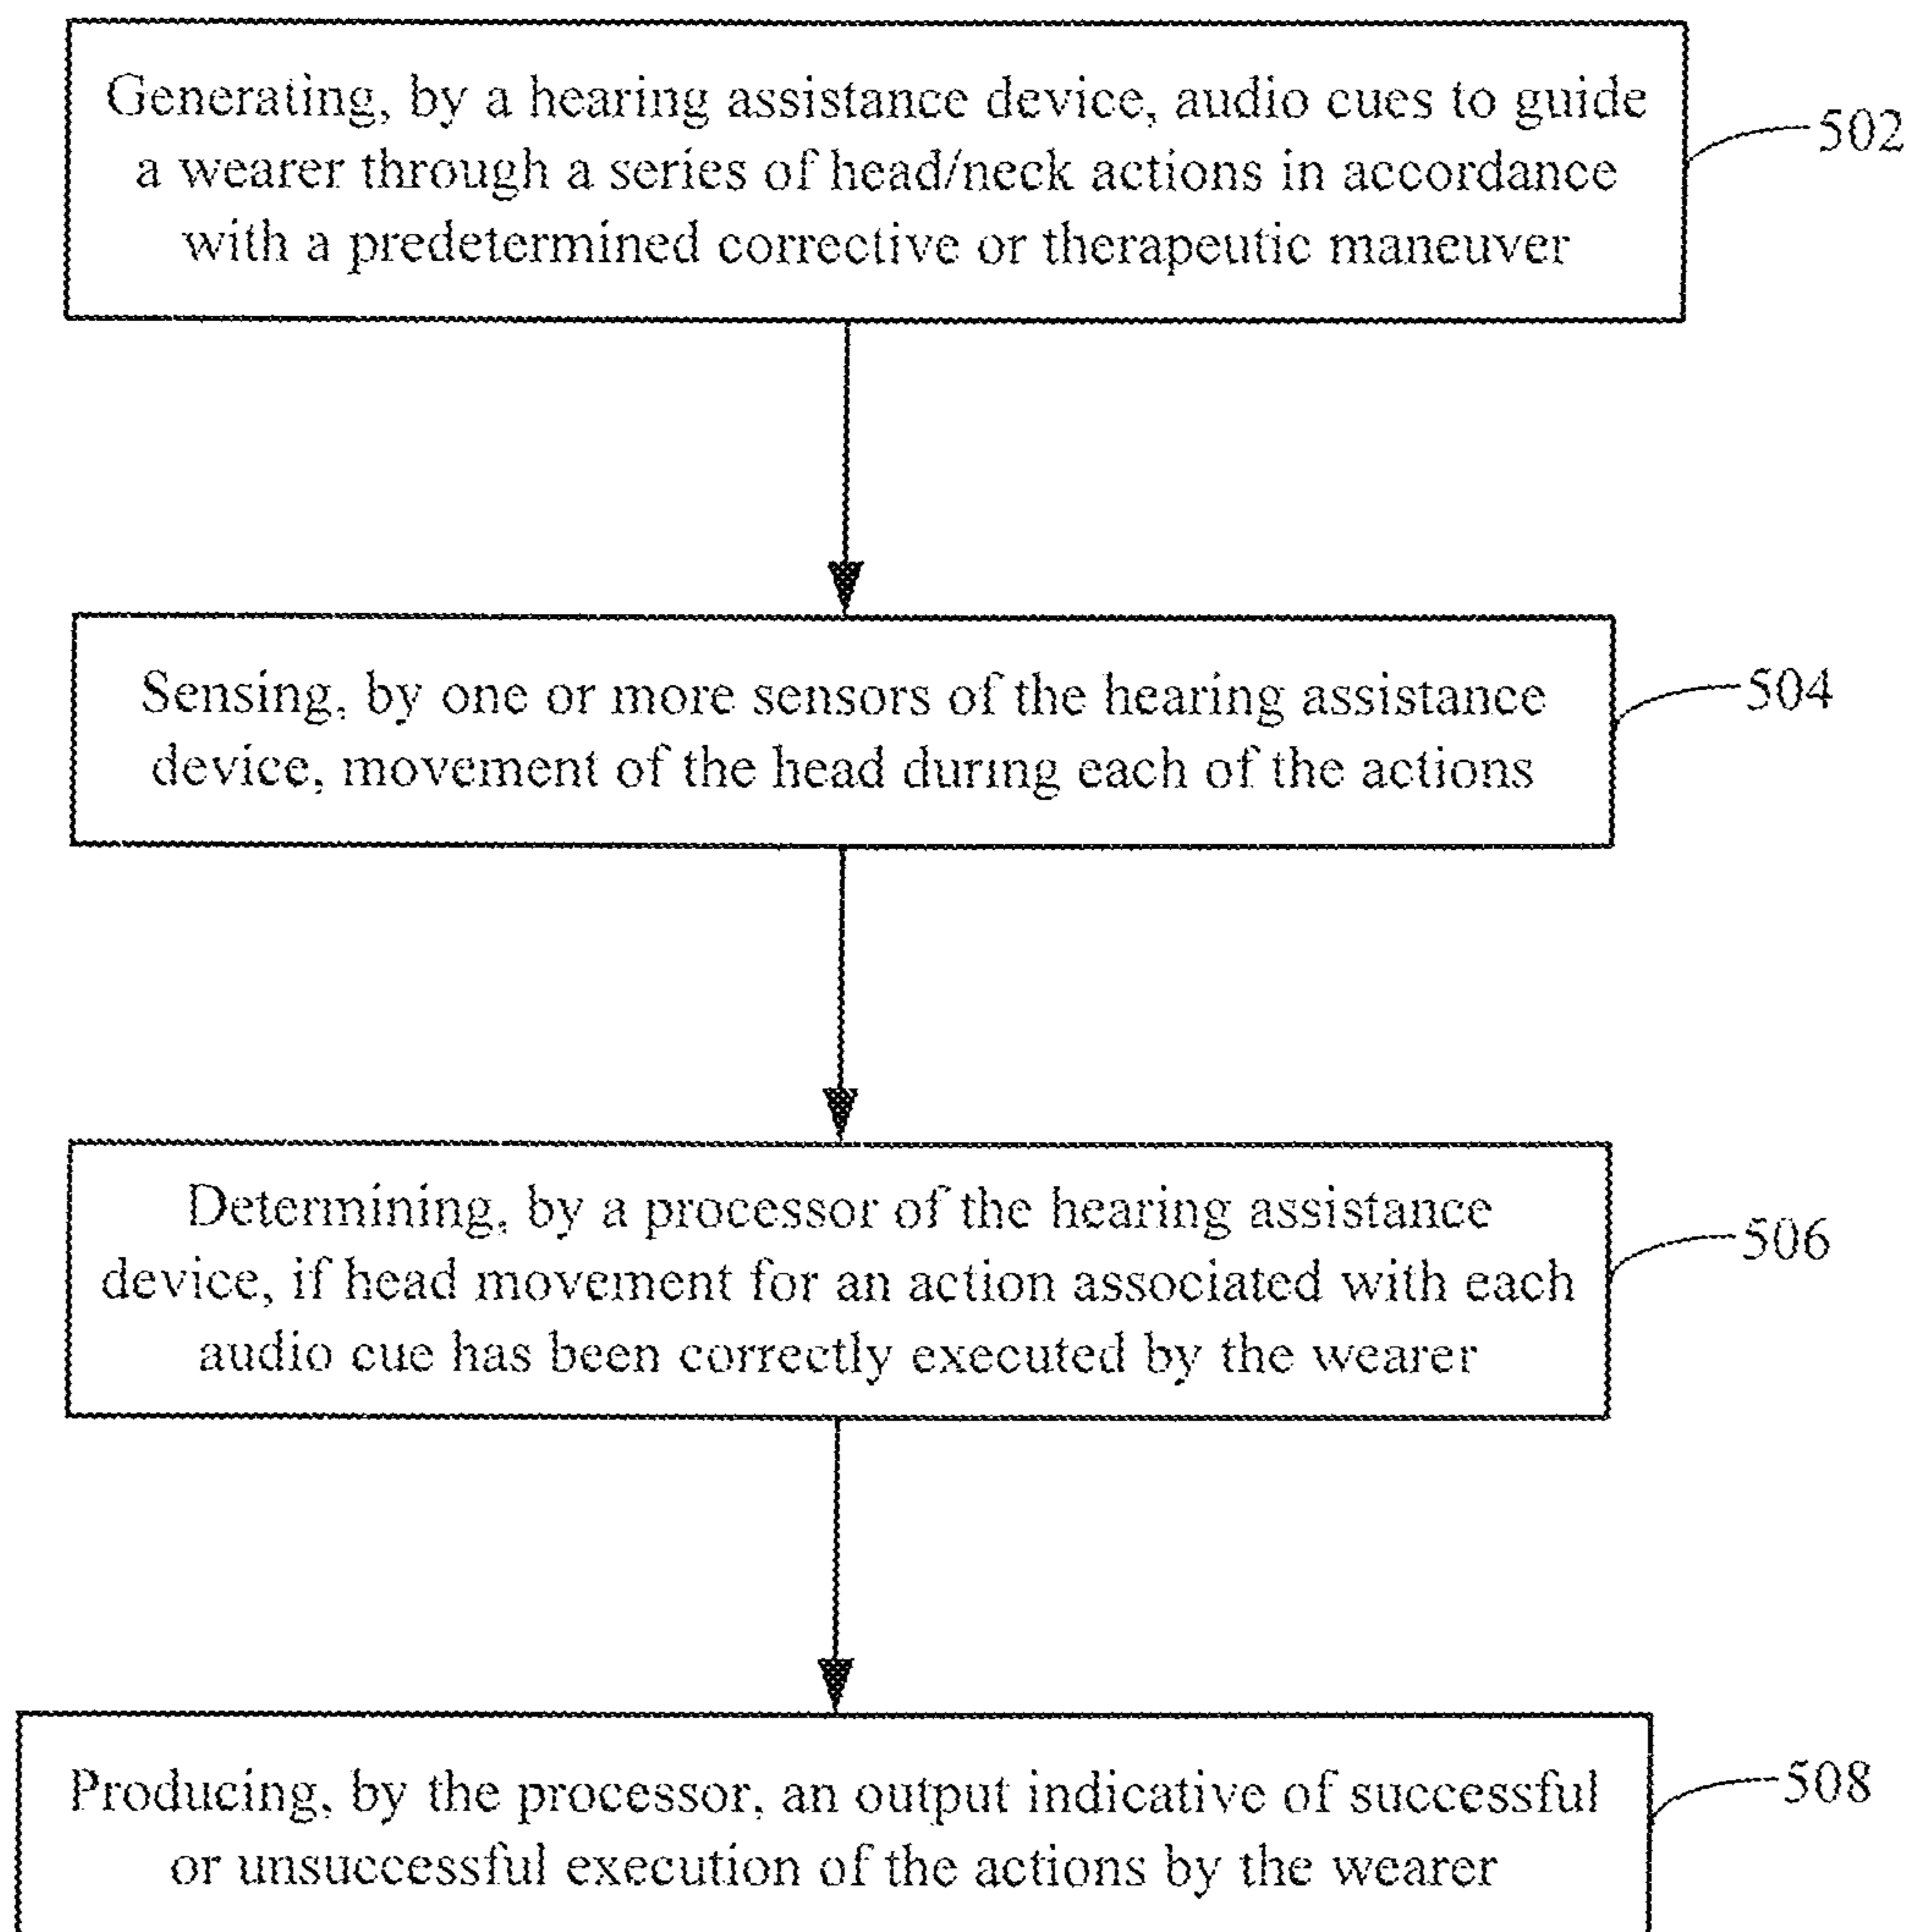 Generating, by a hearing assistance device, audio cues to guide
a wearer through a series of head/neck actions in accordance
with a predetermined corrective or therapeutic maneuver
502
Sensing, by one or more sensors of the hearing assistance
device, movement of the head during each of the actions
504
Determining, by a processor of the hearing assistance
device, if head movement for an action associated with each
audio cue has been correctly executed by the wearer
506
Producing, by the processor, an output indicative of successful
or unsuccessful execution of the actions by the wearer
508